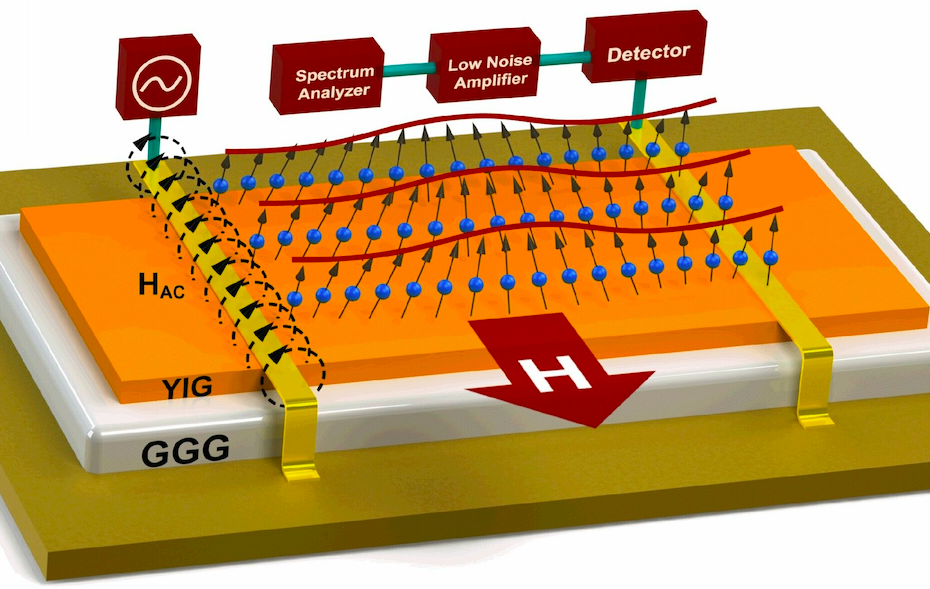 Spectrum
Analyzer
Low Noise
Amplifier
Detector
HAC
YIG
GGG
H